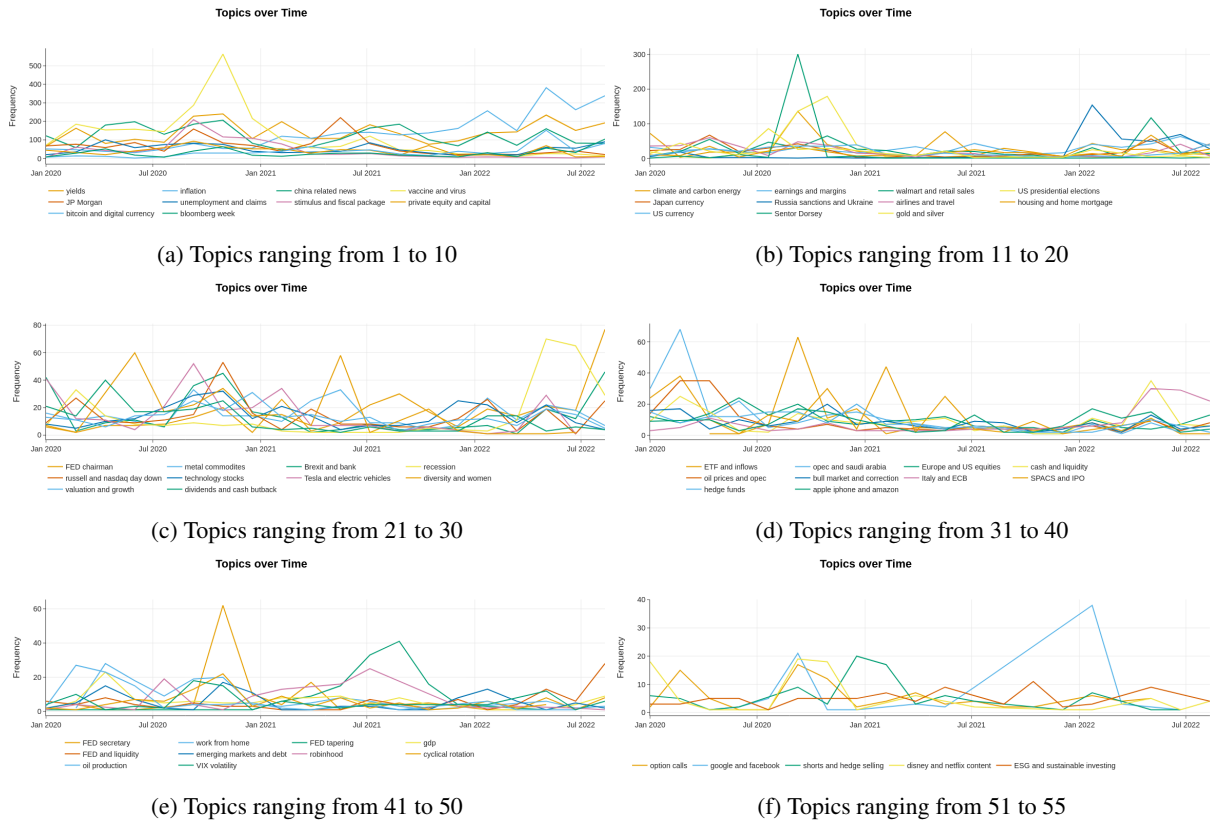 Topics over Time
Frequency
500
400
300
200
100
0
Jan 2020 Jul 2020 Jan 2021 Jul 2021 Jan 2022 Jul 2022
yields inflation china related news vaccine and virus
JP Morgan unemployment and claims stimulus and fiscal package private equity and capital
bitcoin and digital currency bloomberg week
(a) Topics ranging from 1 to 10
Topics over Time
Frequency
300
200
100
0
Jan 2020 Jul 2020 Jan 2021 Jul 2021 Jan 2022 Jul 2022
climate and carbon energy earnings and margins walmart and retail sales US presidential elections
Japan currency Russia sanctions and Ukraine airlines and travel housing and home mortgage
US currency Sentor Dorsey gold and silver
(b) Topics ranging from 11 to 20
Topics over Time
Frequency
80
60
40
20
0
Jan 2020 Jul 2020 Jan 2021 Jul 2021 Jan 2022 Jul 2022
FED chairman metal commodites Brexit and bank recession
russell and nasdaq day down technology stocks Tesla and electric vehicles diversity and women
valuation and growth dividends and cash butback
(c) Topics ranging from 21 to 30
Topics over Time
Frequency
60
40
20
0
Jan 2020 Jul 2020 Jan 2021 Jul 2021 Jan 2022 Jul 2022
ETF and inflows opec and saudi arabia Europe and US equities cash and liquidity
oil prices and opec bull market and correction Italy and ECB SPACS and IPO
hedge funds apple iphone and amazon
(d) Topics ranging from 31 to 40
Topics over Time
Frequency
60
40
20
0
Jan 2020 Jul 2020 Jan 2021 Jul 2021 Jan 2022 Jul 2022
FED secretary work from home FED tapering gdp
FED and liquidity emerging markets and debt robinhood cyclical rotation
oil production VIX volatility
(e) Topics ranging from 41 to 50
Topics over Time
Frequency
40
30
20
10
0
Jan 2020 Jul 2020 Jan 2021 Jul 2021 Jan 2022 Jul 2022
option calls google and facebook shorts and hedge selling disney and netflix content ESG and sustainable investing
(f) Topics ranging from 51 to 55